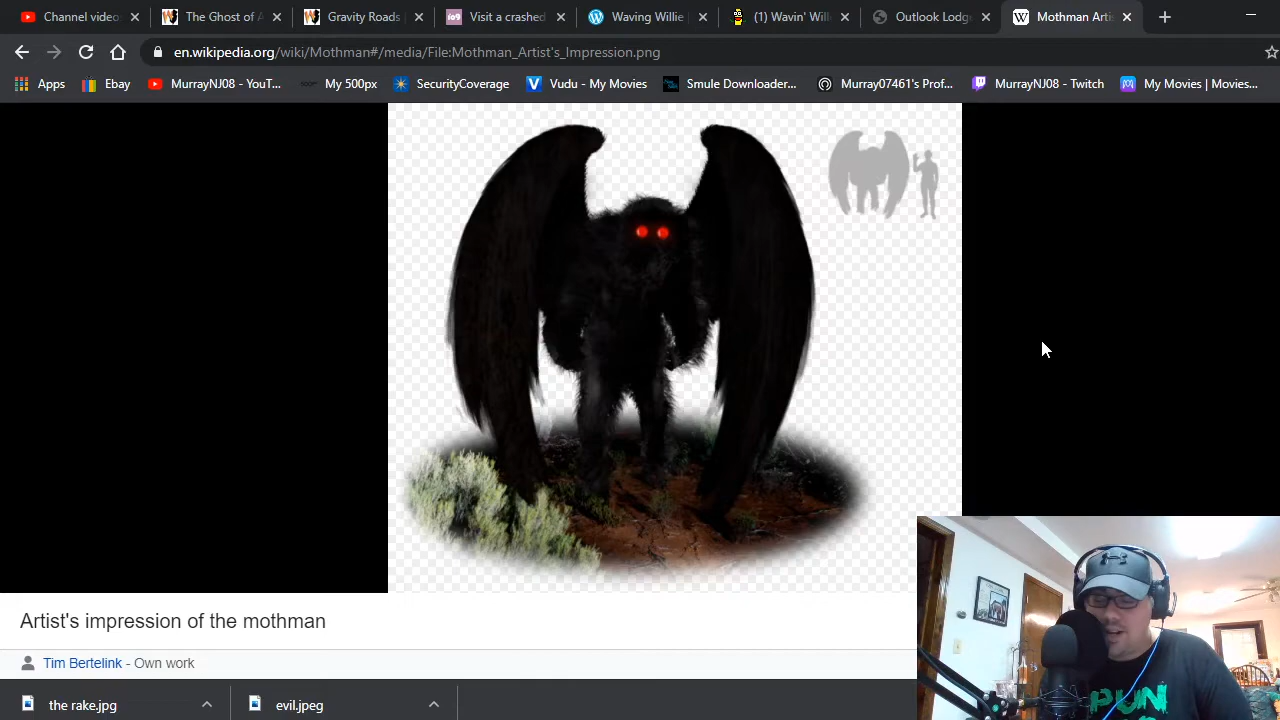 Channel video
The Ghost of A
Gravity Roads |
io9 Visit a crashed
Waving Willie |
(1) Wavin' Will
Outlook Lodg
W Mothman Arti
en.wikipedia.org/wiki/Mothman#/media/File:Mothman_Artist's_Impression.png
Apps Ebay MurrayNJ08 - YouT... My 500px SecurityCoverage Vudu - My Movies Smule Downloader... Murray07461's Prof... MurrayNJ08 - Twitch My Movies | Mov...
Artist's impression of the mothman
Tim Bertelink - Own work
the rake.jpg
evil.jpeg
PUN